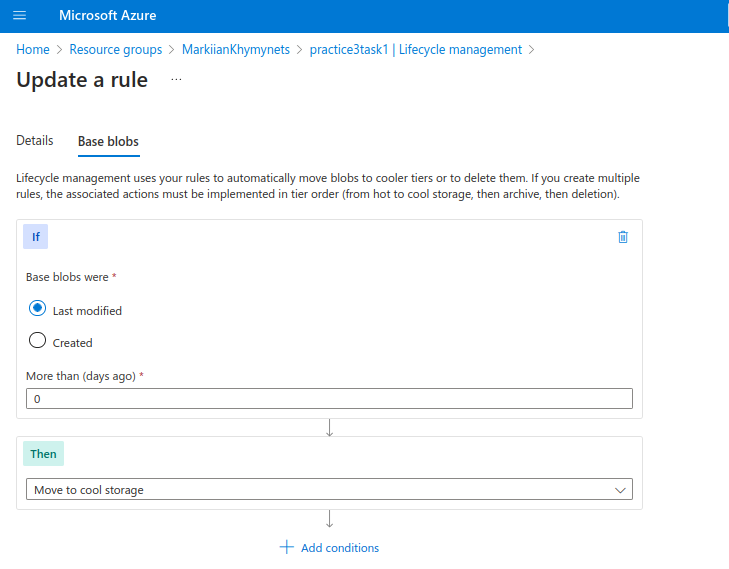 Microsoft Azure
Home > Resource groups > MarkiianKhymynets > practice3task1 | Lifecycle management >
Update a rule ...
Details Base blobs
Lifecycle management uses your rules to automatically move blobs to cooler tiers or to delete them. If you create multiple
rules, the associated actions must be implemented in tier order (from hot to cool storage, then archive, then deletion).
If
Base blobs were *
Last modified
Created
More than (days ago) *
0
Then
Move to cool storage
+ Add conditions